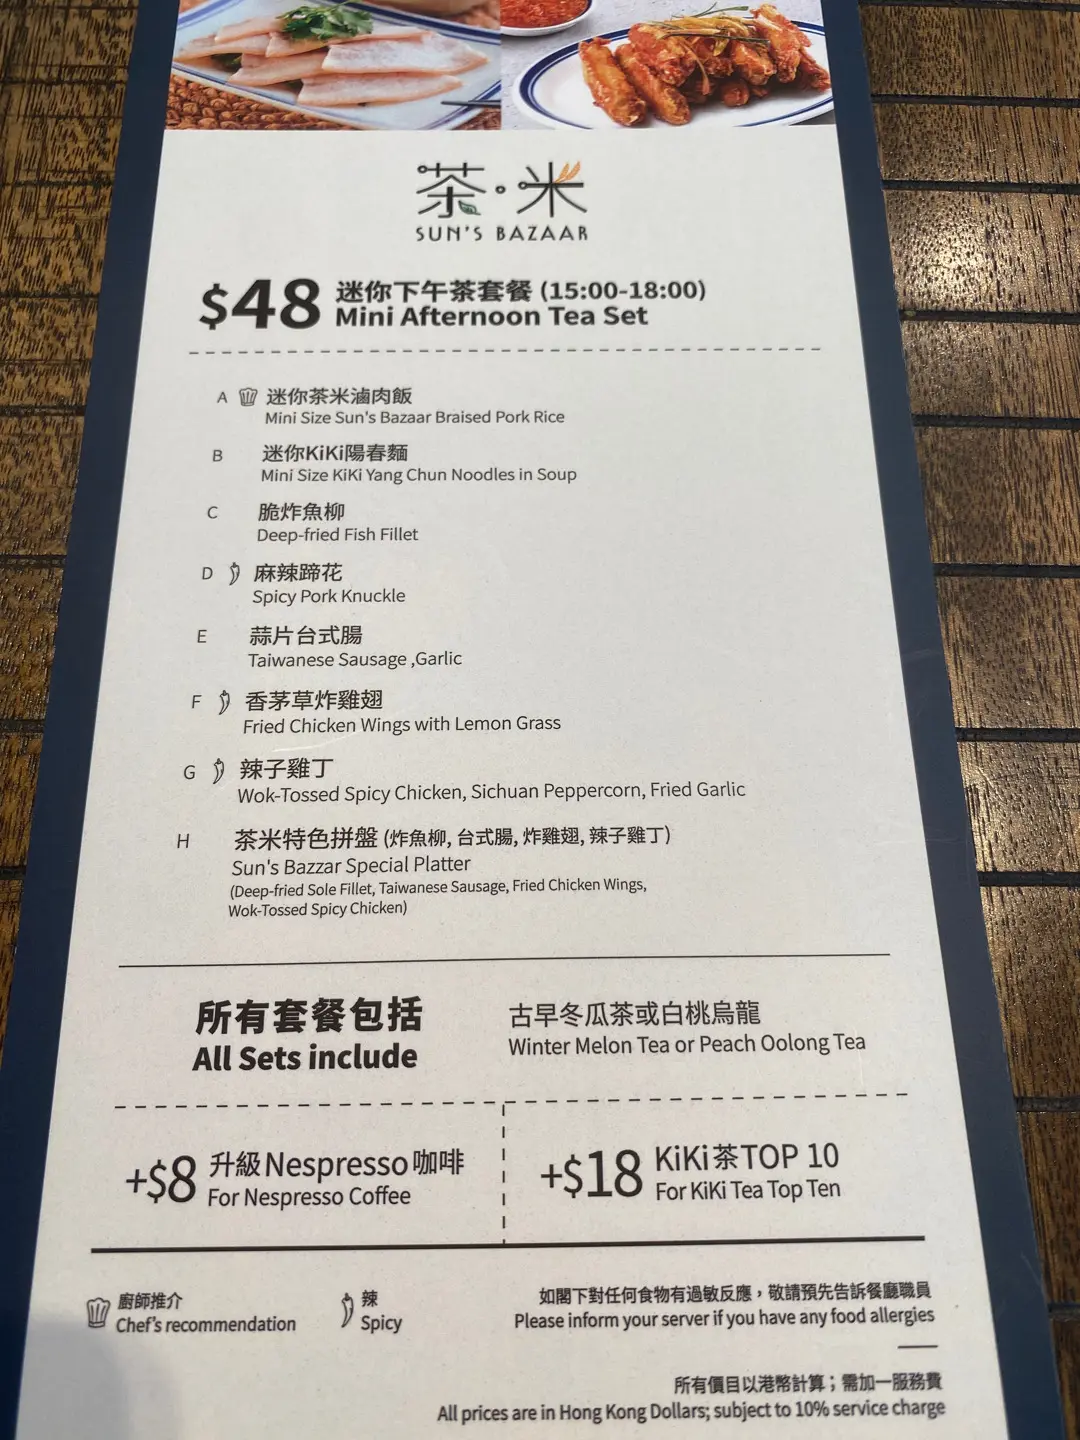 茶·米
SUN'S BAZAAR
$48 迷你下午茶套餐 (15:00-18:00)
Mini Afternoon Tea Set
A 迷你茶米滷肉飯
Mini Size Sun's Bazaar Braised Pork Rice
B 迷你KiKi陽春麵
Mini Size KiKi Yang Chun Noodles in Soup
C 脆炸魚柳
Deep-fried Fish Fillet
D 麻辣蹄花
Spicy Pork Knuckle
E 蒜片台式腸
Taiwanese Sausage ,Garlic
F 香茅草炸雞翅
Fried Chicken Wings with Lemon Grass
G 辣子雞丁
Wok-Tossed Spicy Chicken, Sichuan Peppercorn, Fried Garlic
H 茶米特色拼盤 (炸魚柳, 台式腸, 炸雞翅, 辣子雞丁)
Sun's Bazzar Special Platter
(Deep-fried Sole Fillet, Taiwanese Sausage, Fried Chicken Wings,
Wok-Tossed Spicy Chicken)
所有套餐包括
All Sets include
古早冬瓜茶或白桃烏龍
Winter Melon Tea or Peach Oolong Tea
+$8 升級Nespresso咖啡
For Nespresso Coffee
+$18 KiKi茶TOP 10
For KiKi Tea Top Ten
廚師推介
Chef's recommendation
辣
Spicy
如閣下對任何食物有過敏反應，敬請預先告訴餐廳職員
Please inform your server if you have any food allergies
所有價目以港幣計算；需加一服務費
All prices are in Hong Kong Dollars; subject to 10% service charge